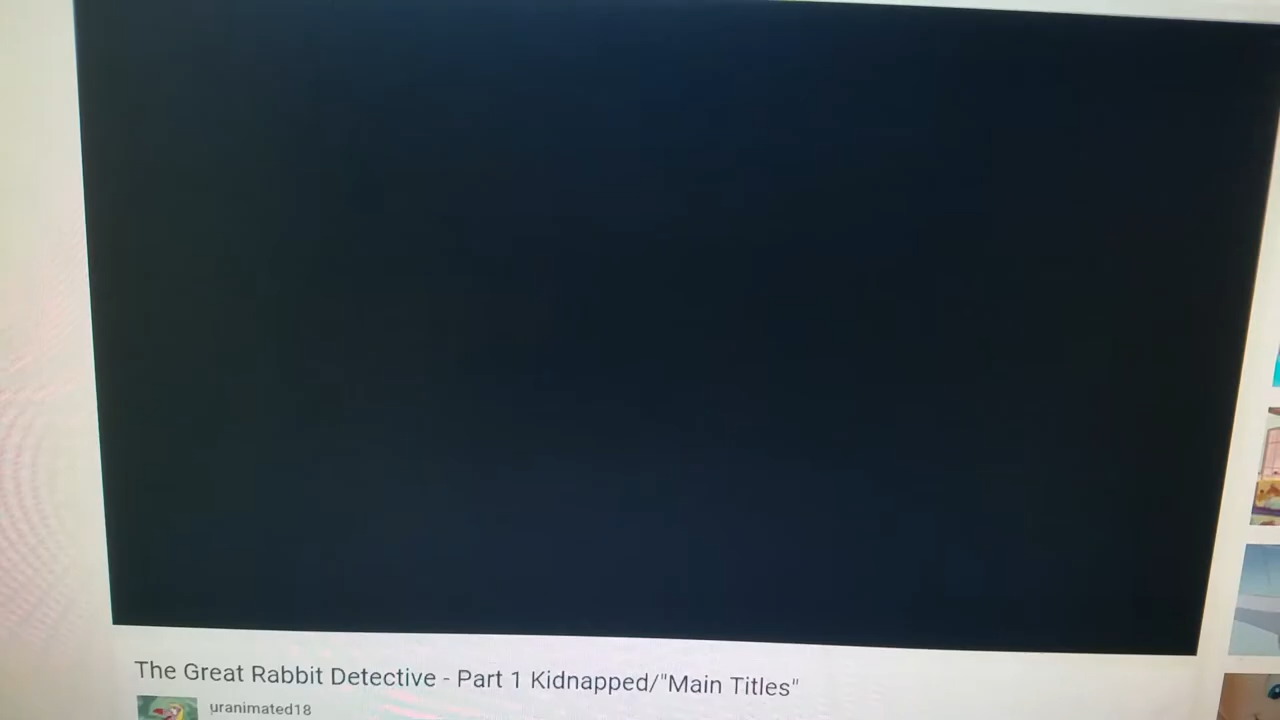 The Great Rabbit Detective - Part 1 Kidnapped/"Main Titles"
uranimated18